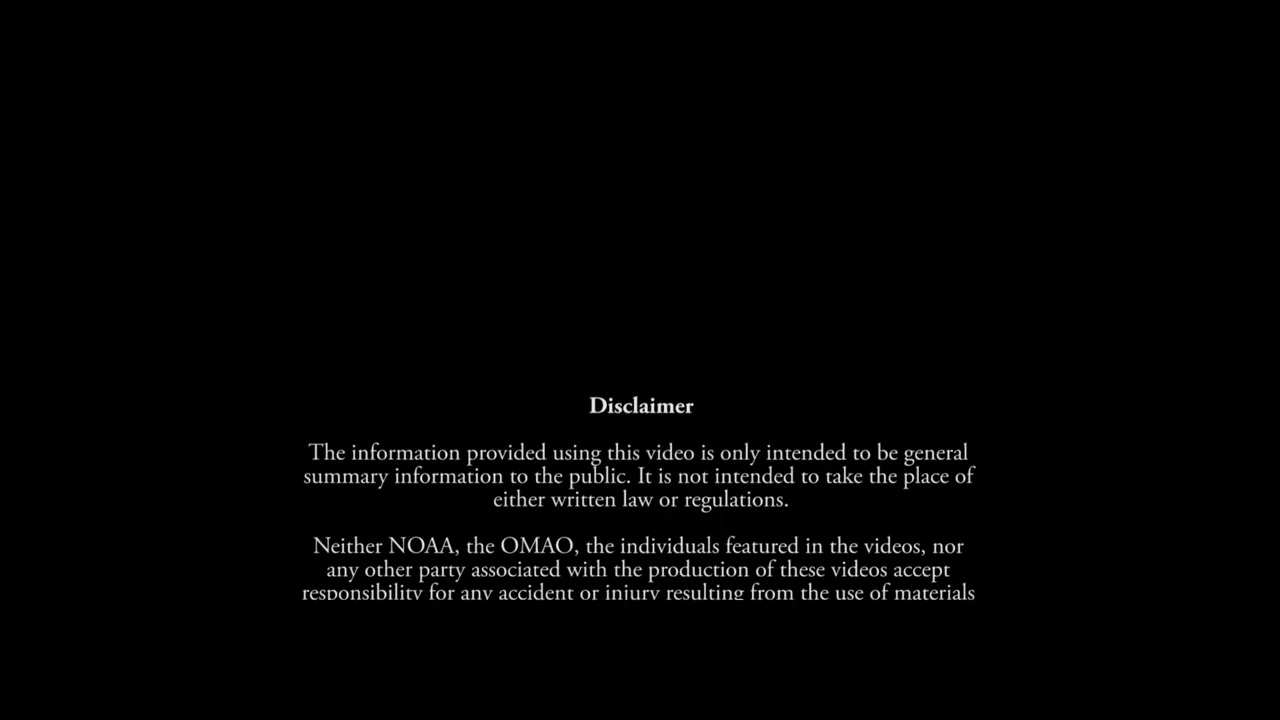 Disclaimer
The information provided using this video is only intended to be general
summary information to the public. It is not intended to take the place of
either written law or regulations.
Neither NOAA, the OMAO, the individuals featured in the videos, nor
any other party associated with the production of these videos accept
responsibility for any accident or injury resulting from the use of materials